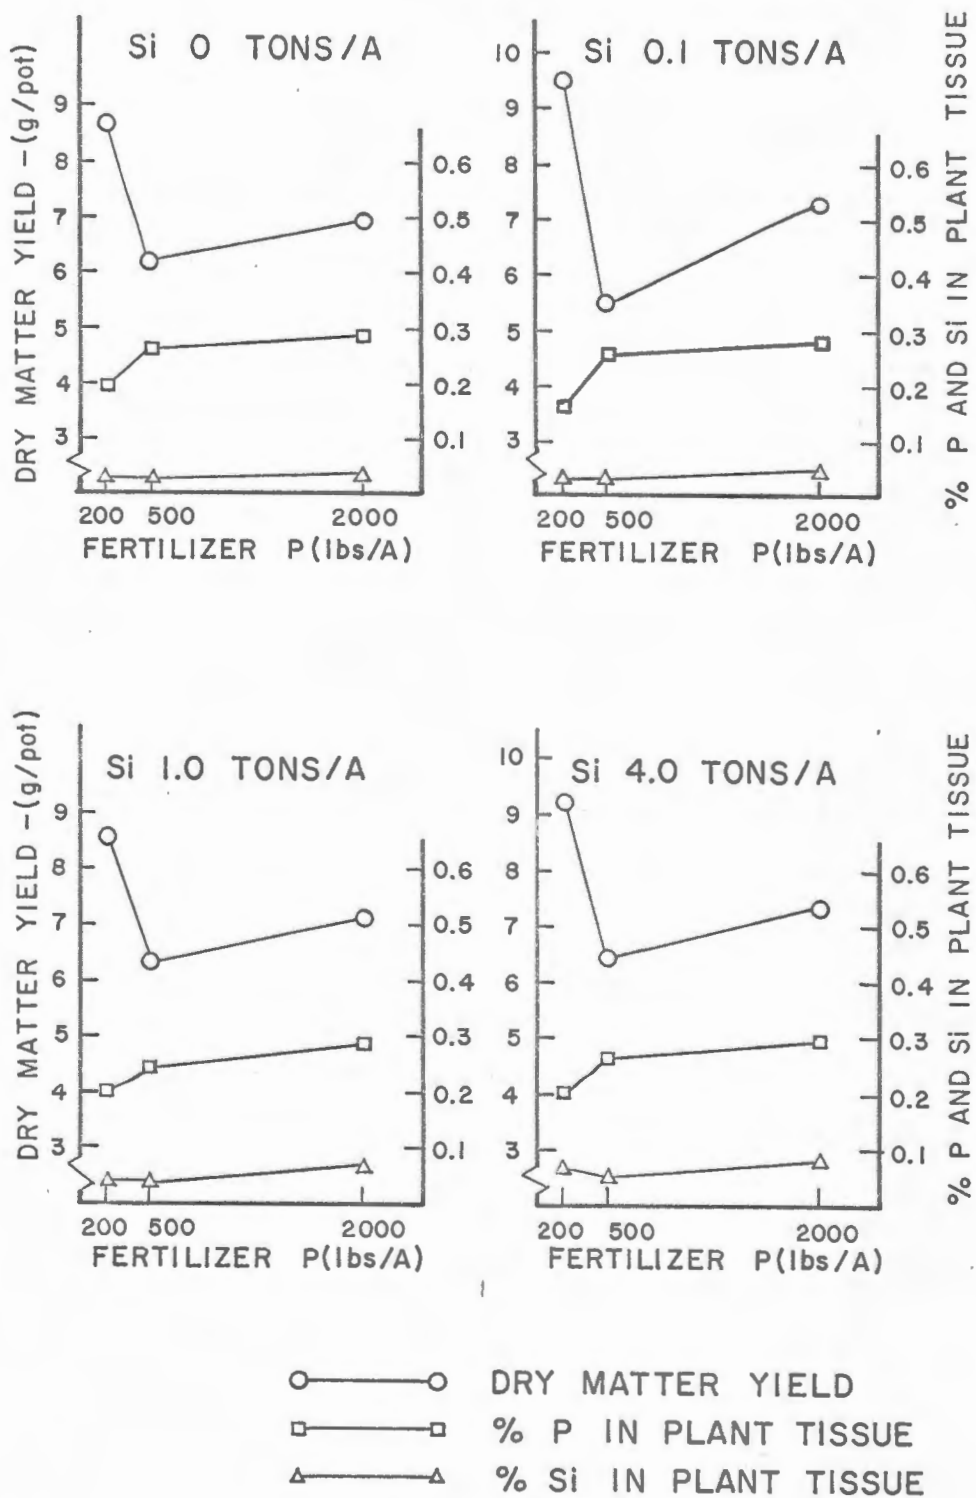 Si 0 TONS/A
DRY MATTER YIELD -(g/pot)
9
8
7
6
5
4
3
0.6
0.5
0.4
0.3
0.2
0.1
200 500 2000
FERTILIZER P(lbs/A)
Si 0.1 TONS/A
10
9
8
7
6
5
4
3
0.6
0.5
0.4
0.3
0.2
0.1
% P AND Si IN PLANT TISSUE
200 500 2000
FERTILIZER P(lbs/A)
Si 1.0 TONS/A
DRY MATTER YIELD -(g/pot)
9
8
7
6
5
4
3
0.6
0.5
0.4
0.3
0.2
0.1
200 500 2000
FERTILIZER P(lbs/A)
Si 4.0 TONS/A
10
9
8
7
6
5
4
3
0.6
0.5
0.4
0.3
0.2
0.1
% P AND Si IN PLANT TISSUE
200 500 2000
FERTILIZER P(lbs/A)
DRY MATTER YIELD
% P IN PLANT TISSUE
% Si IN PLANT TISSUE